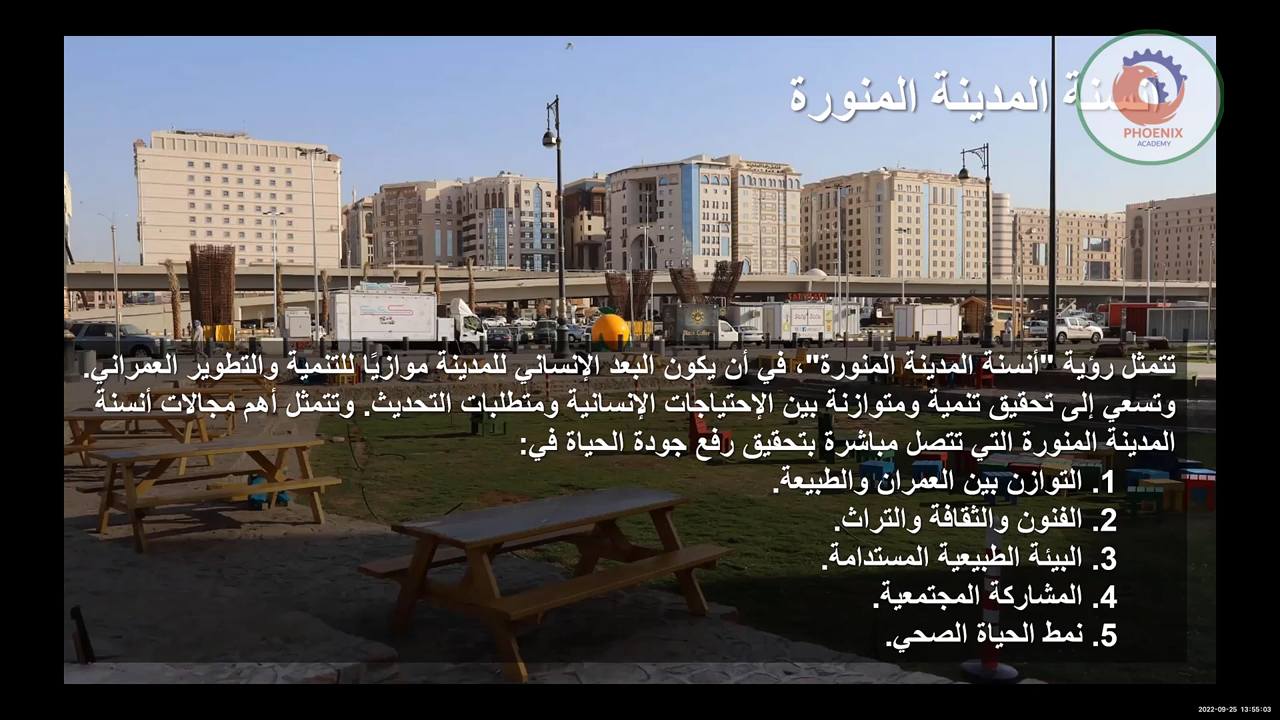 أنسنة المدينة المنورة
PHOENIX
ACADEMY
تتمثل رؤية "أنسنة المدينة المنورة"، في أن يكون البعد الإنساني للمدينة موازيًا للتنمية والتطوير العمراني.
وتسعي إلى تحقيق تنمية ومتوازنة بين الإحتياجات الإنسانية ومتطلبات التحديث. وتتمثل أهم مجالات أنسنة
المدينة المنورة التي تتصل مباشرة بتحقيق رفع جودة الحياة في:
1. التوازن بين العمران والطبيعة.
2. الفنون والثقافة والتراث.
3. البيئة الطبيعية المستدامة.
4. المشاركة المجتمعية.
5. نمط الحياة الصحي.
2022-09-25 13:55:03